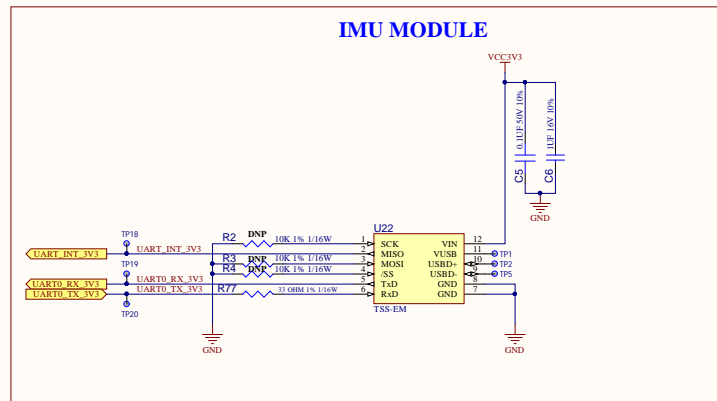 IMU MODULE
VCC3V3
0.1UF 50V 10%
1UF 16V 10%
C5
C6
GND
U22
TP18
R2
DNP
10K 1% 1/16W
1
SCK
VIN
12
UART_INT_3V3
UART_INT_3V3
2
MISO
VUSB
11
TP1
TP19
R3
DNP
10K 1% 1/16W
3
MOSI
USBD+
10
TP2
R4
DNP
10K 1% 1/16W
4
/SS
USBD-
9
TP5
UART0_RX_3V3
UART0_RX_3V3
5
TxD
GND
8
UART0_TX_3V3
UART0_TX_3V3
R77
33 OHM 1% 1/16W
6
RxD
GND
7
TP20
TSS-EM
GND
GND